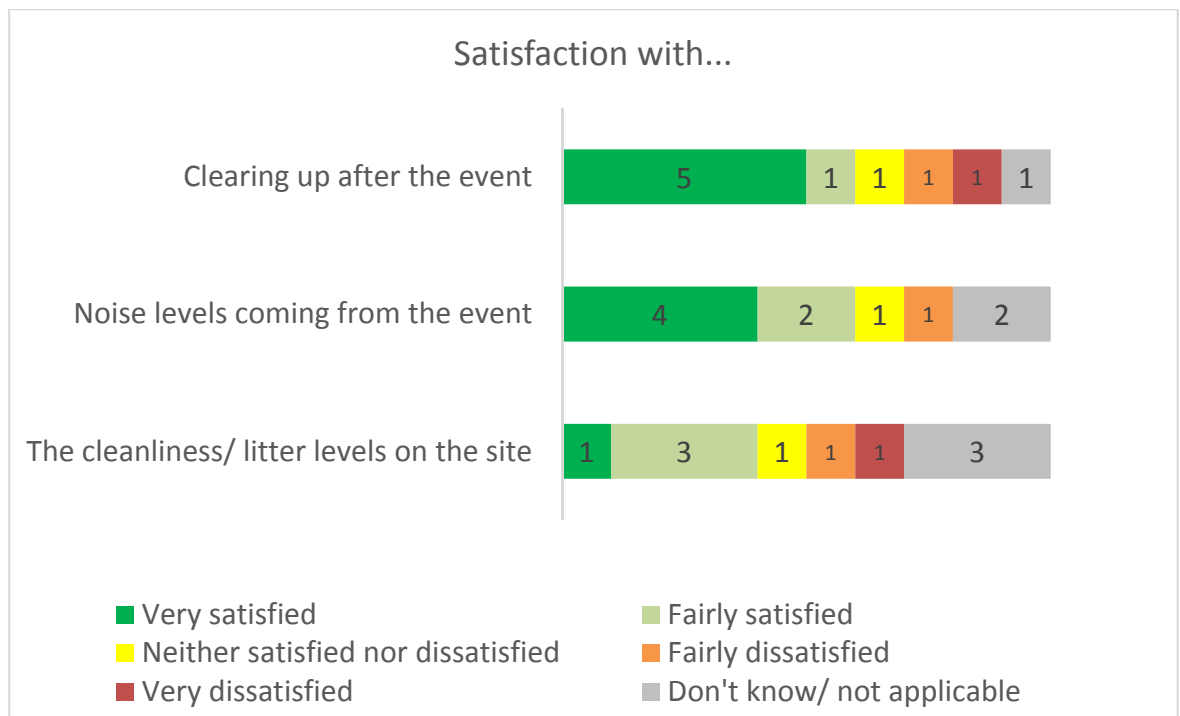 Satisfaction with...
Clearing up after the event
5 1 1 1 1 1
Noise levels coming from the event
4 2 1 1 2
The cleanliness/ litter levels on the site
1 3 1 1 1 3
Very satisfied
Fairly satisfied
Neither satisfied nor dissatisfied
Fairly dissatisfied
Very dissatisfied
Don't know/ not applicable